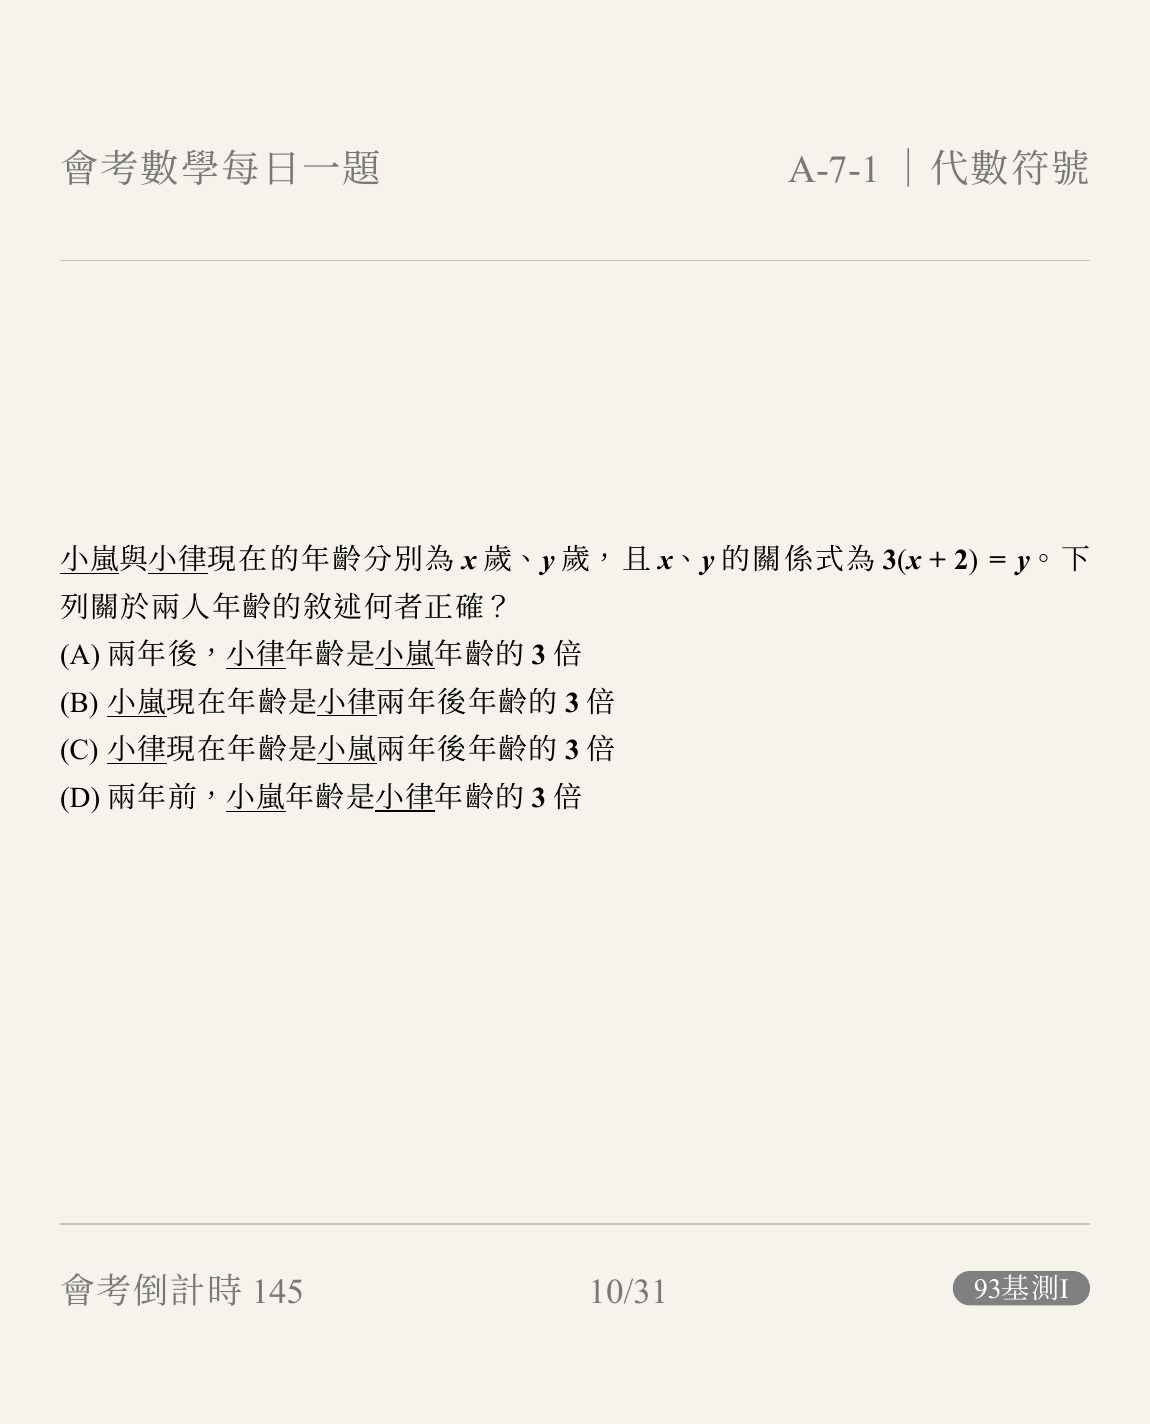 會考數學每日一題
A-7-1 | 代數符號
小嵐與小律現在的年齡分別為 x 歲、y 歲，且 x、y 的關係式為 3(x + 2) = y。下
列關於兩人年齡的敘述何者正確？
(A) 兩年後，小律年齡是小嵐年齡的 3 倍
(B) 小嵐現在年齡是小律兩年後年齡的 3 倍
(C) 小律現在年齡是小嵐兩年後年齡的 3 倍
(D) 兩年前，小嵐年齡是小律年齡的 3 倍
會考倒計時 145
10/31
93基測I